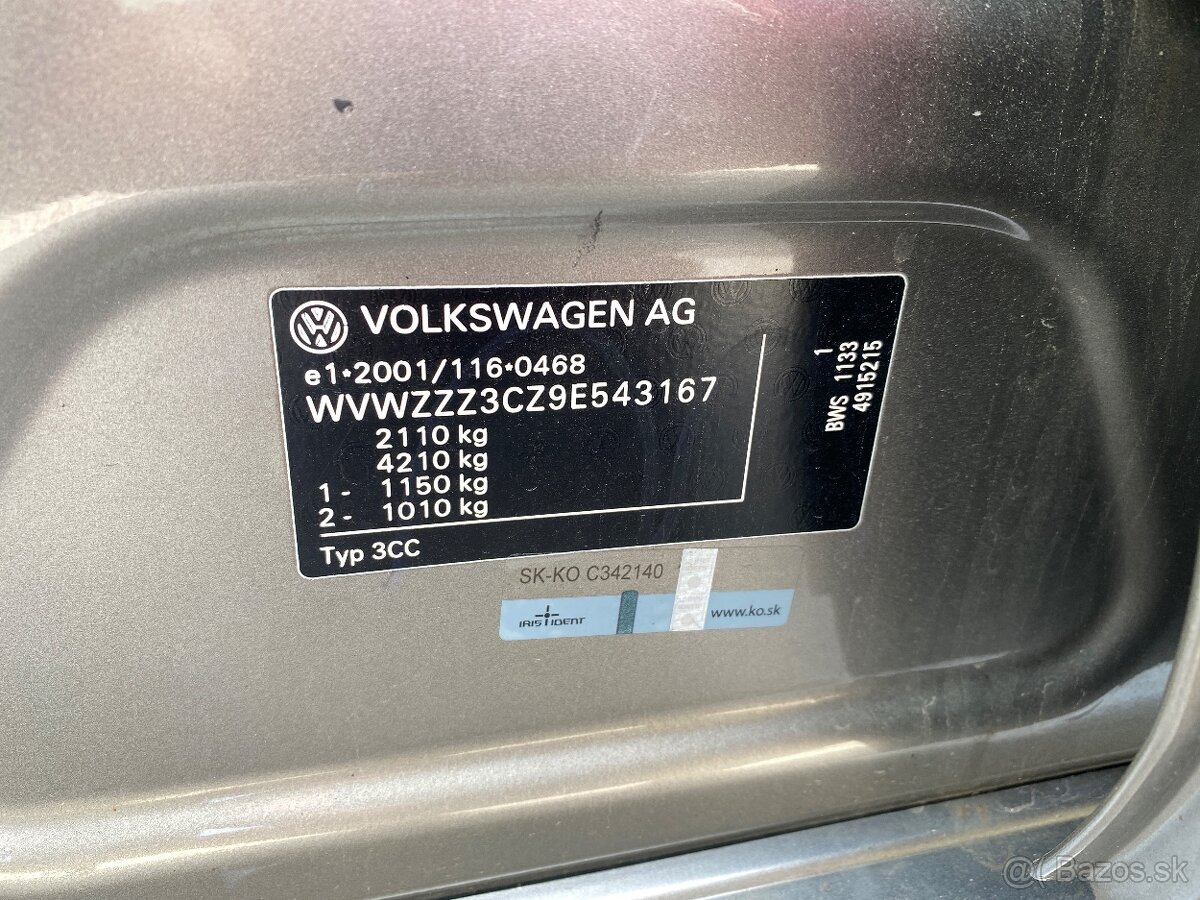 VOLKSWAGEN AG
e1*2001/116*0468
WVWZZZ3CZ9E543167
2110 kg
4210 kg
1 - 1150 kg
2 - 1010 kg
Typ 3CC
1
BWS 1133
4915215
SK-KO C342140
IRIS IDENT
www.ko.sk
Bazos.sk